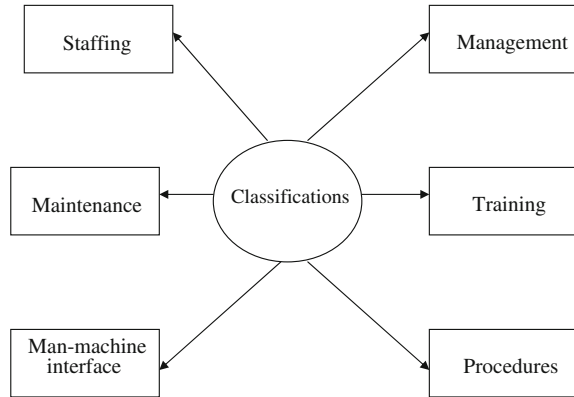 Staffing
Management
Classifications
Maintenance
Training
Man-machine
interface
Procedures